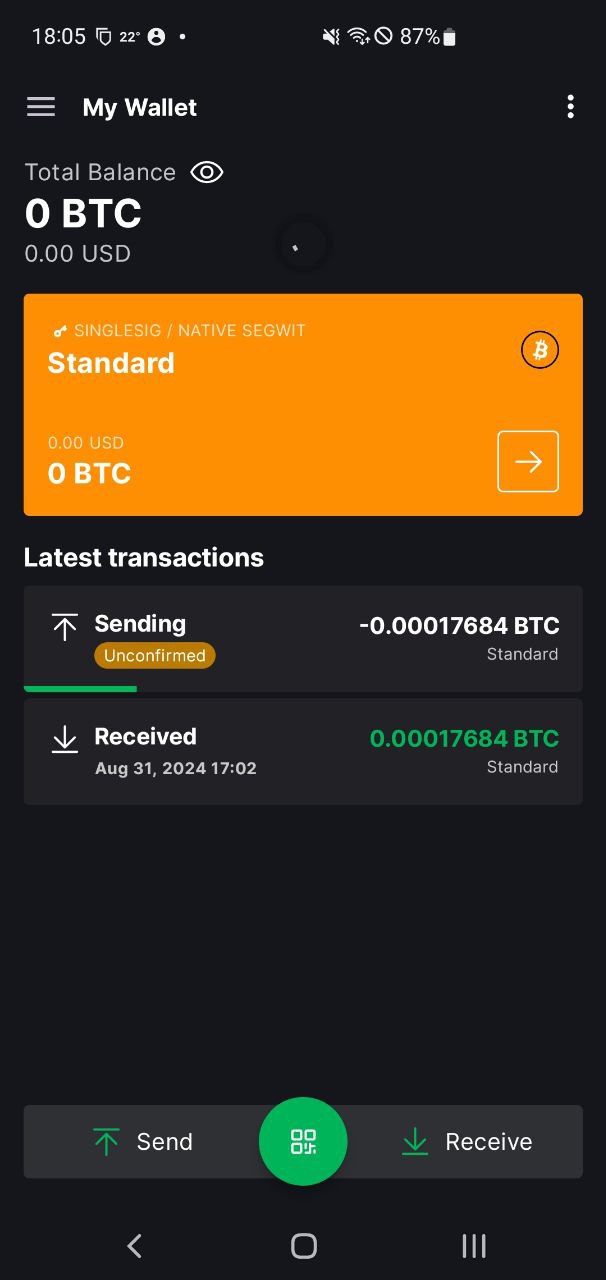 18:05 22° 87%
My Wallet
Total Balance
0 BTC
0.00 USD
SINGLESIG / NATIVE SEGWIT
Standard
0.00 USD
0 BTC
Latest transactions
Sending -0.00017684 BTC
Unconfirmed Standard
Received 0.00017684 BTC
Aug 31, 2024 17:02 Standard
Send Receive